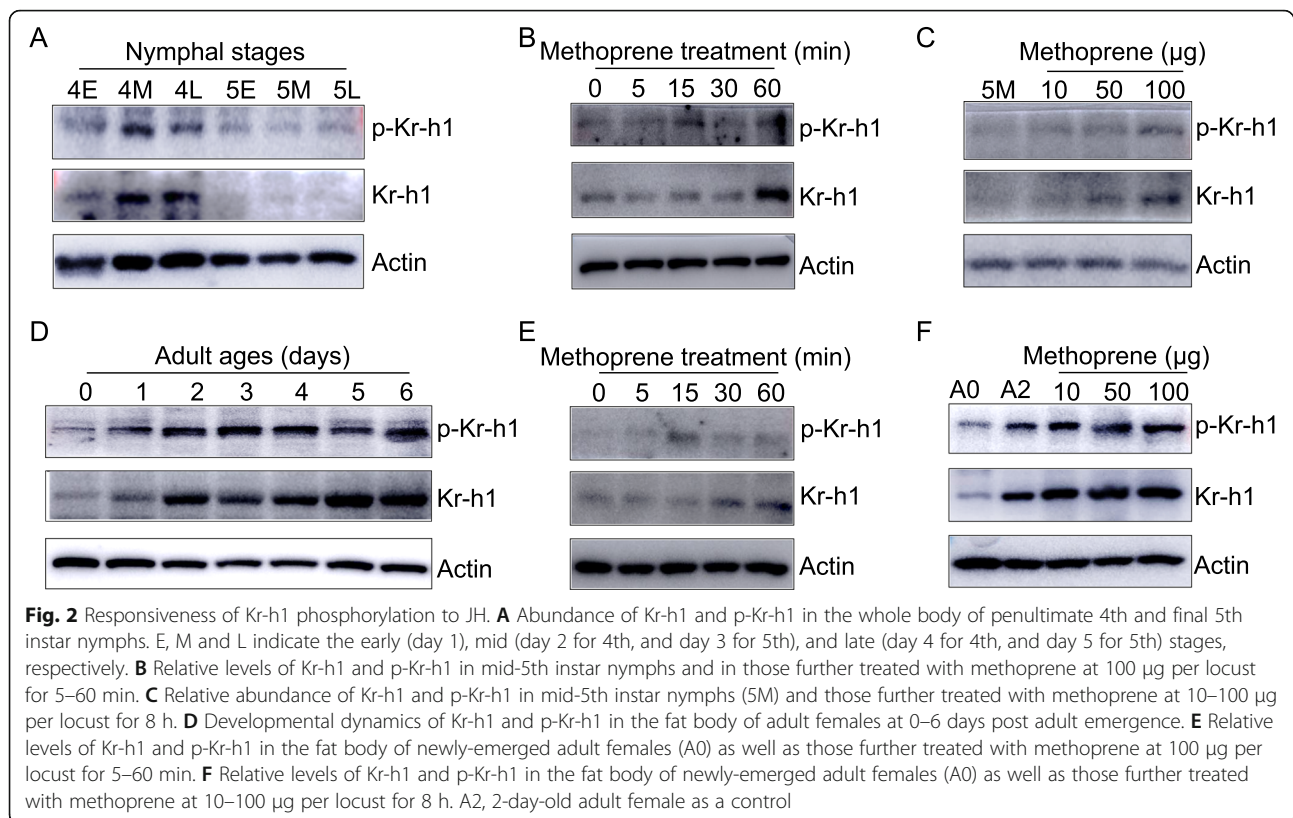 A
Nymphal stages
4E 4M 4L 5E 5M 5L
p-Kr-h1
Kr-h1
Actin
B
Methoprene treatment (min)
0 5 15 30 60
p-Kr-h1
Kr-h1
Actin
C
Methoprene (µg)
5M 10 50 100
p-Kr-h1
Kr-h1
Actin
D
Adult ages (days)
0 1 2 3 4 5 6
p-Kr-h1
Kr-h1
Actin
E
Methoprene treatment (min)
0 5 15 30 60
p-Kr-h1
Kr-h1
Actin
F
Methoprene (µg)
A0 A2 10 50 100
p-Kr-h1
Kr-h1
Actin
Fig. 2 Responsiveness of Kr-h1 phosphorylation to JH. A Abundance of Kr-h1 and p-Kr-h1 in the whole body of penultimate 4th and final 5th
instar nymphs. E, M and L indicate the early (day 1), mid (day 2 for 4th, and day 3 for 5th), and late (day 4 for 4th, and day 5 for 5th) stages,
respectively. B Relative levels of Kr-h1 and p-Kr-h1 in mid-5th instar nymphs and in those further treated with methoprene at 100 µg per locust
for 5–60 min. C Relative abundance of Kr-h1 and p-Kr-h1 in mid-5th instar nymphs (5M) and those further treated with methoprene at 10–100 µg
per locust for 8 h. D Developmental dynamics of Kr-h1 and p-Kr-h1 in the fat body of adult females at 0–6 days post adult emergence. E Relative
levels of Kr-h1 and p-Kr-h1 in the fat body of newly-emerged adult females (A0) as well as those further treated with methoprene at 100 µg per
locust for 5–60 min. F Relative levels of Kr-h1 and p-Kr-h1 in the fat body of newly-emerged adult females (A0) as well as those further treated
with methoprene at 10–100 µg per locust for 8 h. A2, 2-day-old adult female as a control